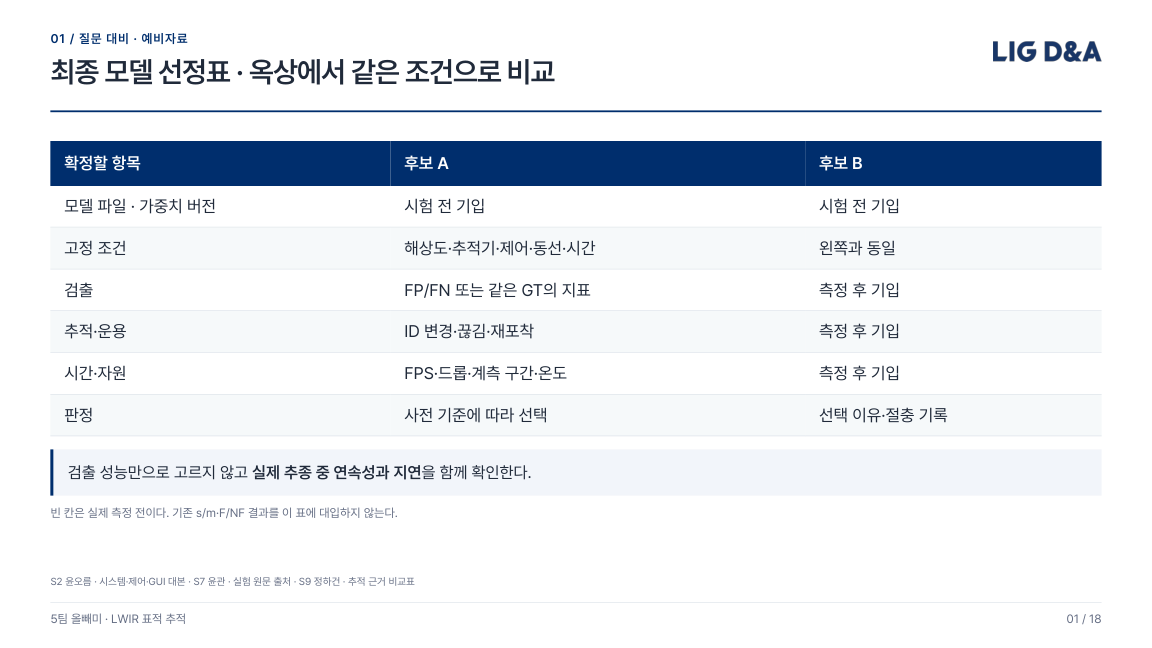 01 / 질문 대비 · 예비자료
최종 모델 선정표 · 옥상에서 같은 조건으로 비교
LIG D&A
확정할 항목 후보 A 후보 B
모델 파일 · 가중치 버전 시험 전 기입 시험 전 기입
고정 조건 해상도·추적기·제어·동선·시간 왼쪽과 동일
검출 FP/FN 또는 같은 GT의 지표 측정 후 기입
추적·운용 ID 변경·끊김·재포착 측정 후 기입
시간·자원 FPS·드롭·계측 구간·온도 측정 후 기입
판정 사전 기준에 따라 선택 선택 이유·절충 기록
검출 성능만으로 고르지 않고 실제 추종 중 연속성과 지연을 함께 확인한다.
빈 칸은 실제 측정 전이다. 기존 s/m·F/NF 결과를 이 표에 대입하지 않는다.
S2 윤오름 · 시스템·제어·GUI 대본 · S7 윤관 · 실험 원문 출처 · S9 정하건 · 추적 근거 비교표
5팀 올빼미 · LWIR 표적 추적
01 / 18